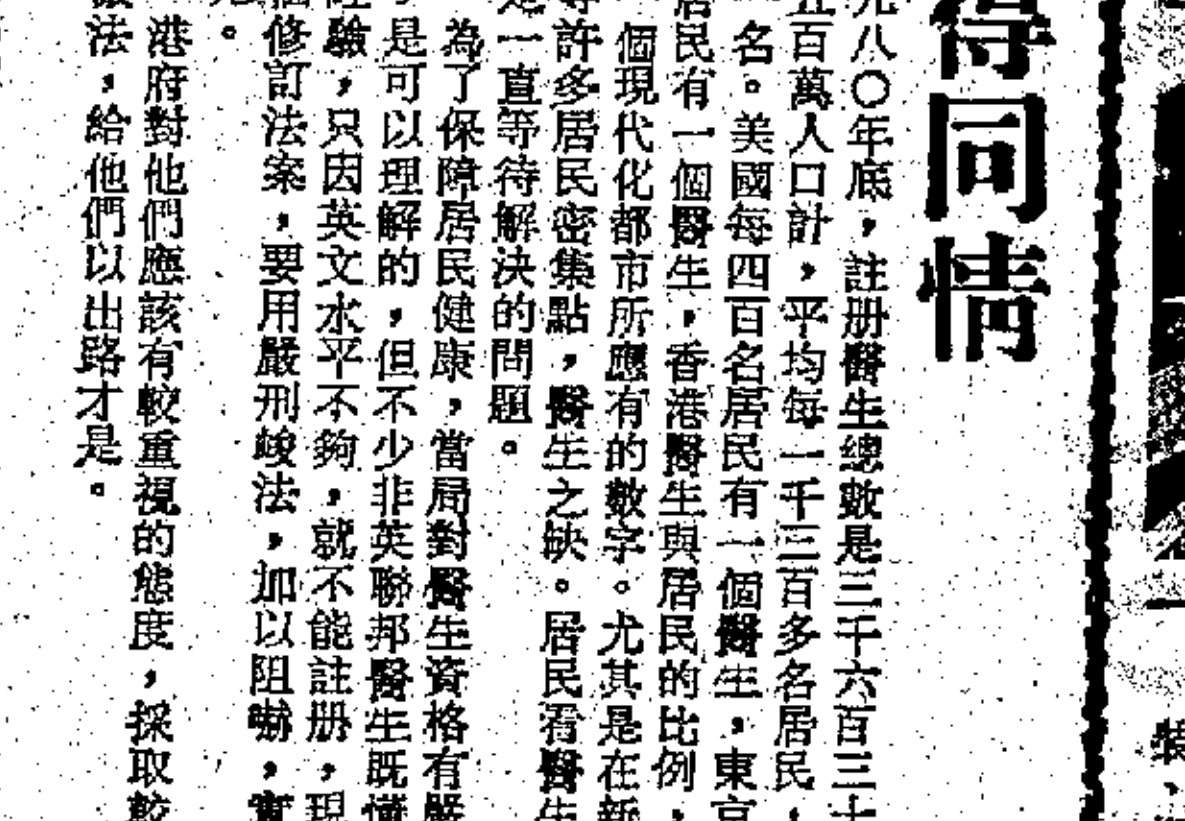 得同情
九八〇年底，註册醫生總數是三千六百三十
五百萬人口計，平均每一千三百多名居民，
名。美國每四百名居民有一個醫生，東京
居民有一個醫生，香港醫生與居民的比例，
個現代化都市所應有的數字。尤其是在新
等許多居民密集點，醫生之缺。居民看醫生
是一直等待解決的問題。
為了保障居民健康，當局對醫生資格有嚴
是可以理解的，但不少非英聯邦醫生既懂
經驗，只因英文水平不夠，就不能註册，現
個修訂法案，要用嚴刑峻法，加以阻嚇，實
。
港府對他們應該有較重視的態度，採取較
法，給他們以出路才是。